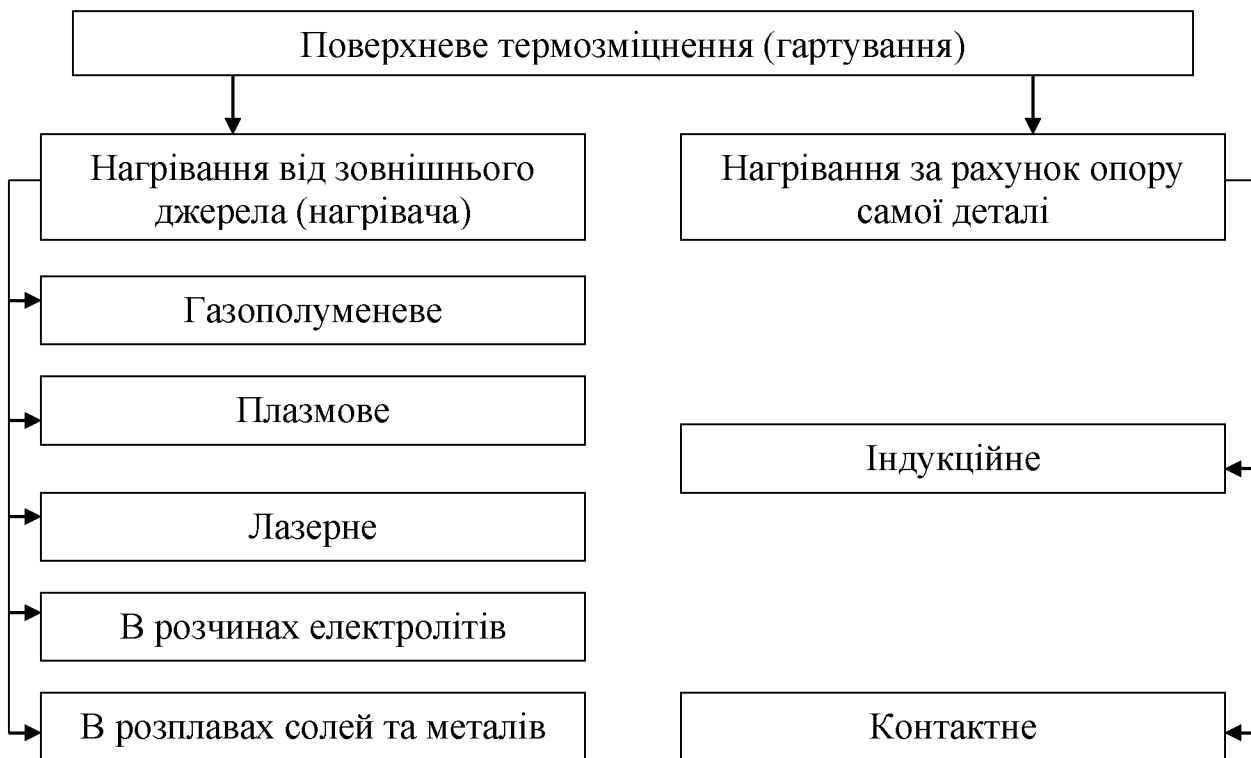 Поверхневе термозміцнення (гартування)
Нагрівання від зовнішнього
джерела (нагрівача)
Газополуменеве
Плазмове
Лазерне
В розчинах електролітів
В розплавах солей та металів
Нагрівання за рахунок опору
самої деталі
Індукційне
Контактне